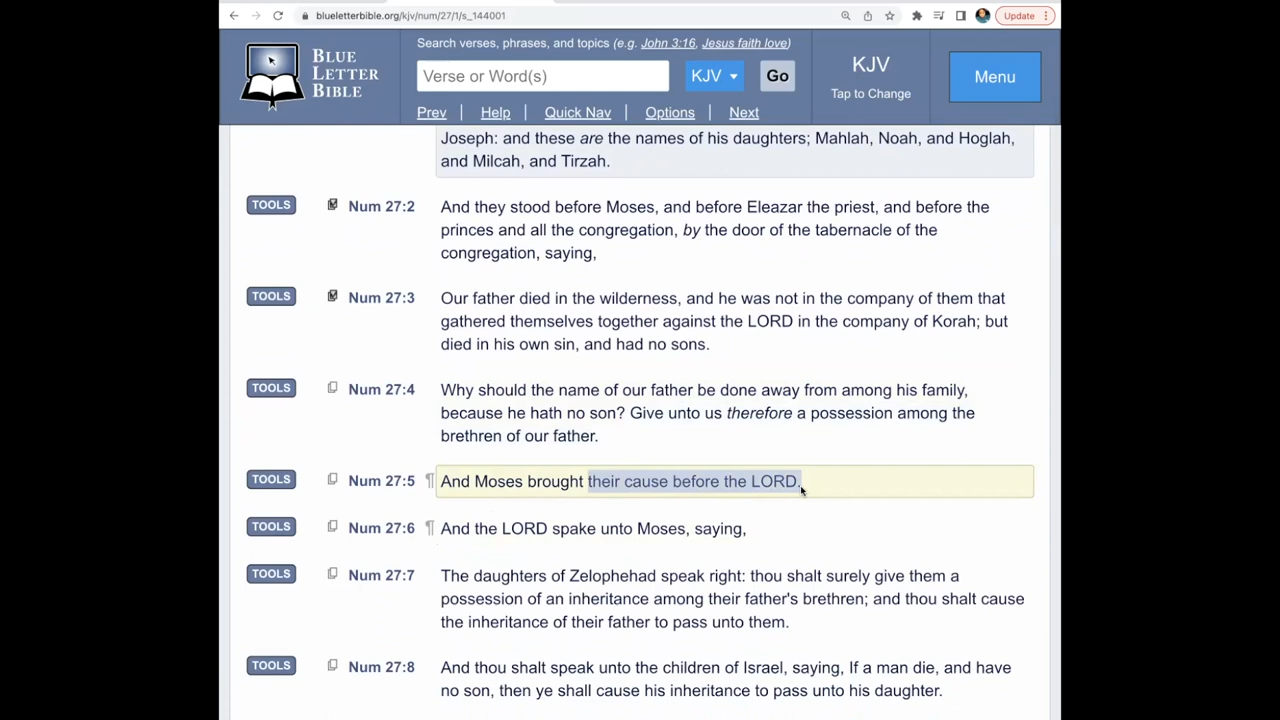 blueletterbible.org/kjv/num/27/1/s_144001
Update
BLUE
LETTER
BIBLE
Search verses, phrases, and topics (e.g. John 3:16, Jesus faith love)
Verse or Word(s)
KJV
Go
Prev | Help | Quick Nav | Options | Next
KJV
Tap to Change
Menu
Joseph: and these are the names of his daughters; Mahlah, Noah, and Hoglah,
and Milcah, and Tirzah.
TOOLS Num 27:2 And they stood before Moses, and before Eleazar the priest, and before the
princes and all the congregation, by the door of the tabernacle of the
congregation, saying,
TOOLS Num 27:3 Our father died in the wilderness, and he was not in the company of them that
gathered themselves together against the LORD in the company of Korah; but
died in his own sin, and had no sons.
TOOLS Num 27:4 Why should the name of our father be done away from among his family,
because he hath no son? Give unto us therefore a possession among the
brethren of our father.
TOOLS Num 27:5 ¶ And Moses brought their cause before the LORD.
TOOLS Num 27:6 ¶ And the LORD spake unto Moses, saying,
TOOLS Num 27:7 The daughters of Zelophehad speak right: thou shalt surely give them a
possession of an inheritance among their father's brethren; and thou shalt cause
the inheritance of their father to pass unto them.
TOOLS Num 27:8 And thou shalt speak unto the children of Israel, saying, If a man die, and have
no son, then ye shall cause his inheritance to pass unto his daughter.